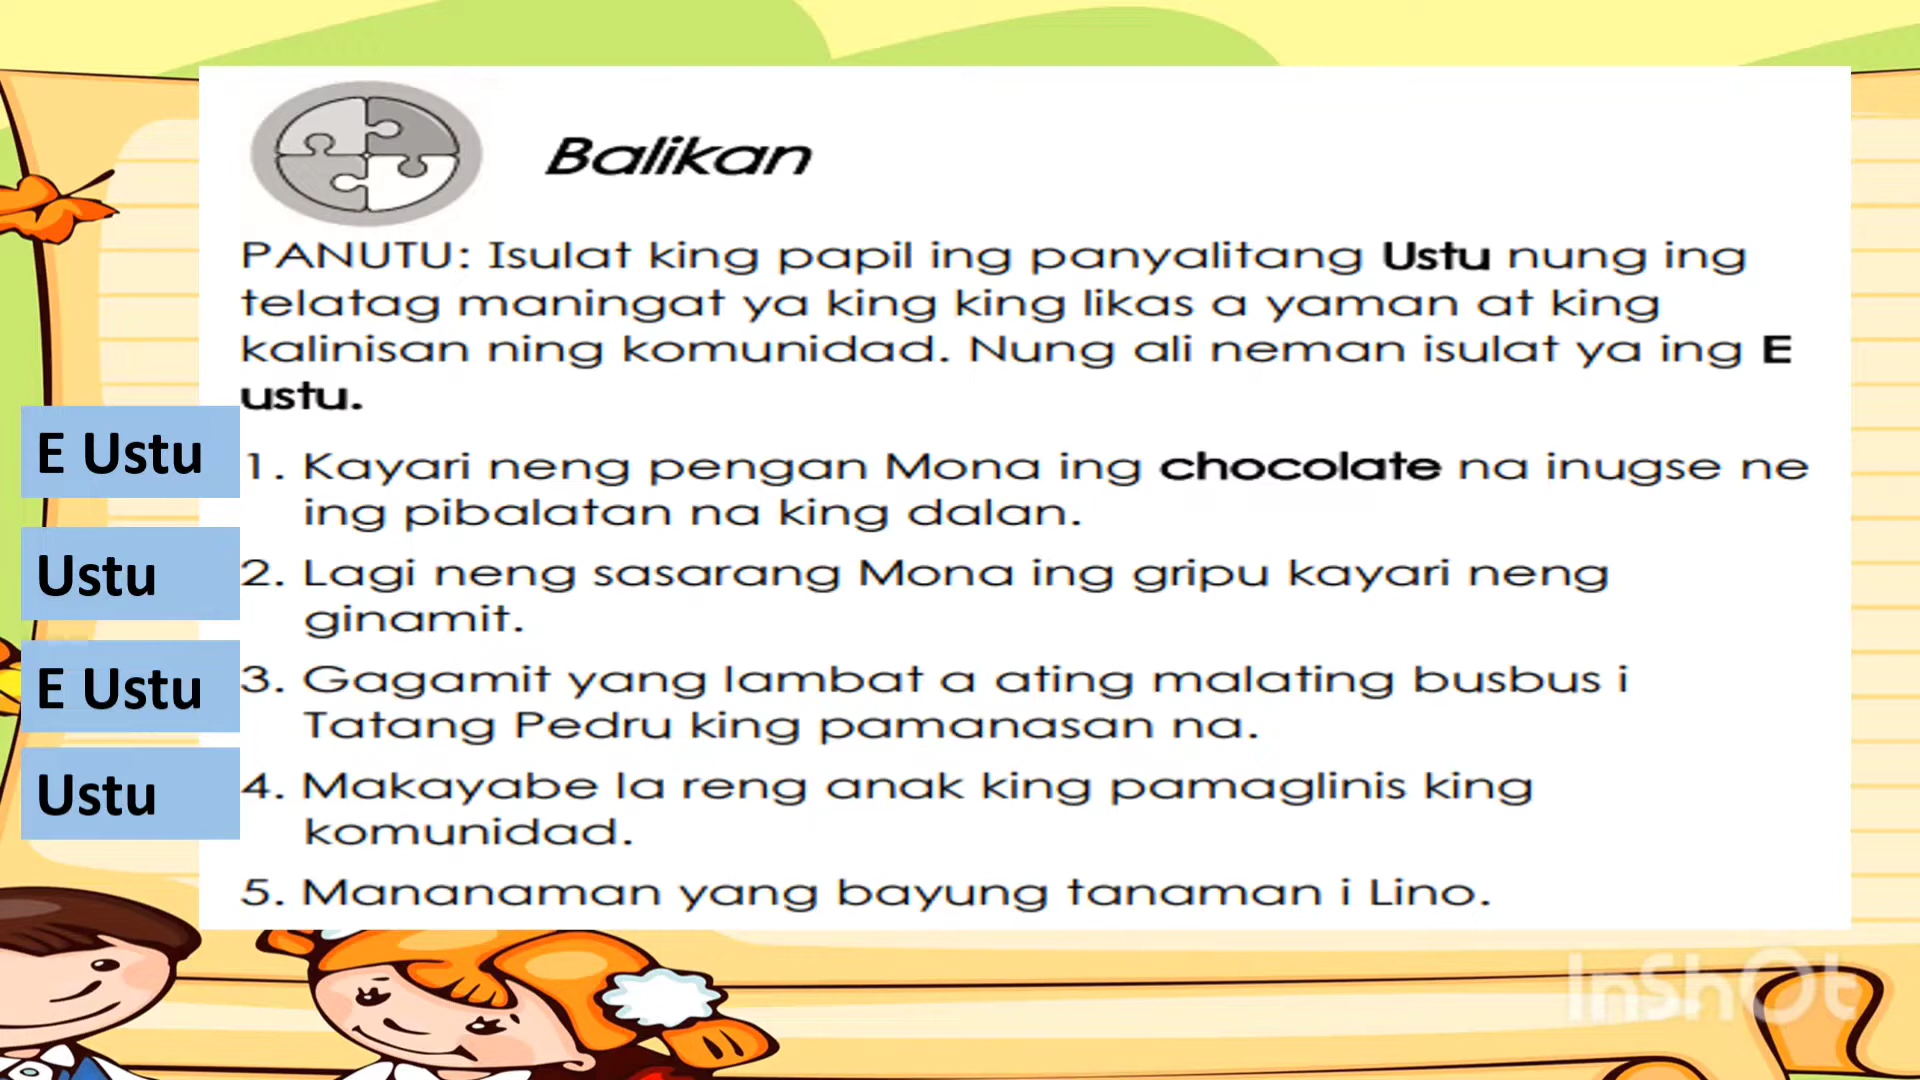 Balikan
PANUTU: Isulat king papil ing panyalitang Ustu nung ing
telatag maningat ya king king likas a yaman at king
kalinisan ning komunidad. Nung ali neman isulat ya ing E
ustu.
E Ustu
1. Kayari neng pengan Mona ing chocolate na inugse ne
ing pibalatan na king dalan.
Ustu
2. Lagi neng sasarang Mona ing gripu kayari neng
ginamit.
E Ustu
3. Gagamit yang lambat a ating malating busbus i
Tatang Pedru king pamanasan na.
Ustu
4. Makayabe la reng anak king pamaglinis king
komunidad.
5. Mananaman yang bayung tanaman i Lino.
InShOt